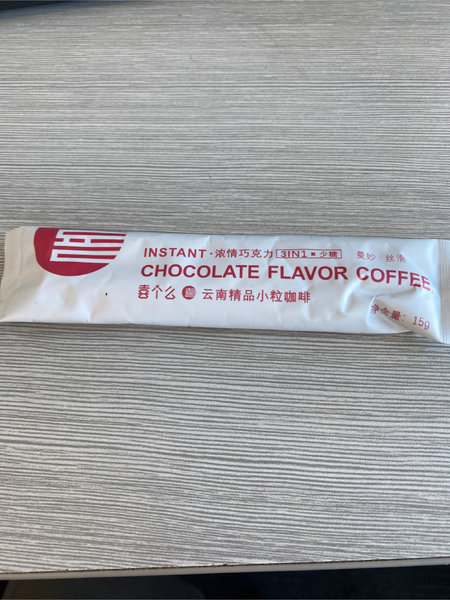 INSTANT·浓情巧克力 3IN1 少糖 曼妙 丝滑
CHOCOLATE FLAVOR COFFEE
云南精品小粒咖啡
净含量：15g